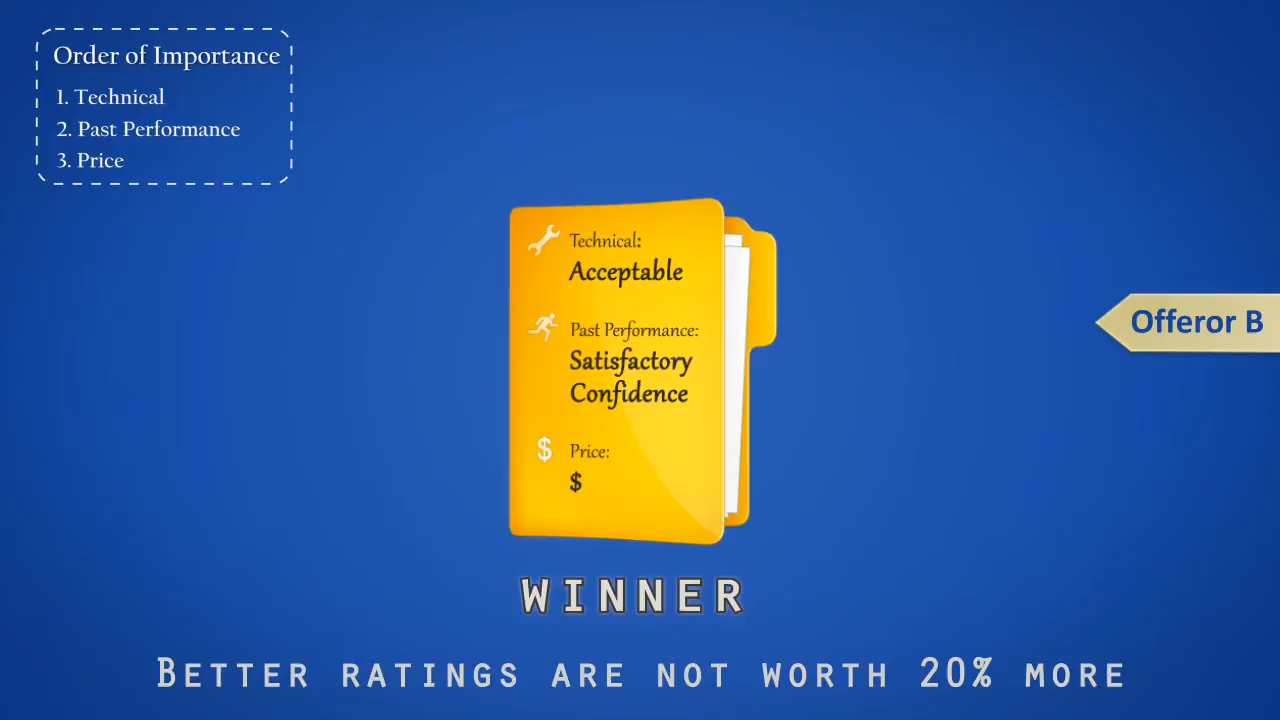 Order of Importance
1. Technical
2. Past Performance
3. Price
Technical:
Acceptable
Past Performance:
Satisfactory
Confidence
$ Price:
$
Offeror B
WINNER
BETTER RATINGS ARE NOT WORTH 20% MORE